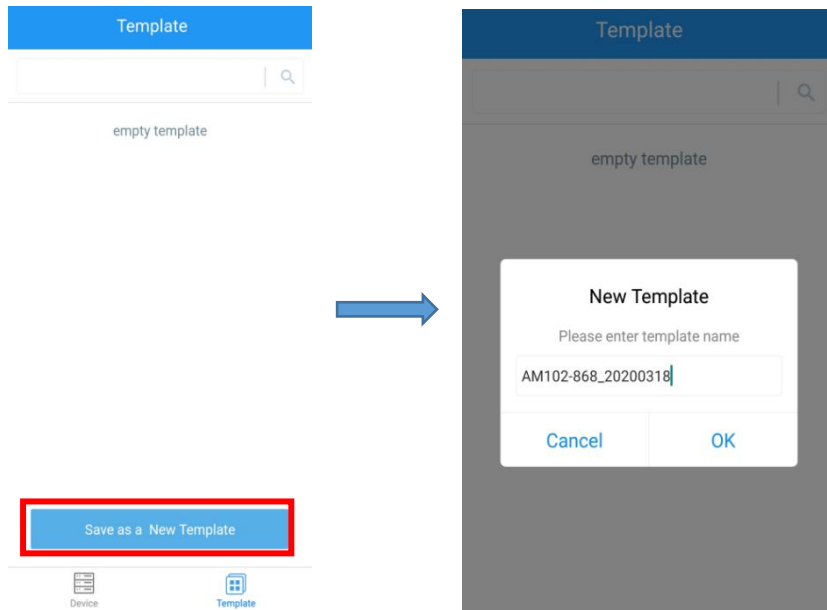 Template
empty template
Save as a New Template
Device
Template
Template
empty template
New Template
Please enter template name
AM102-868_20200318
Cancel
OK